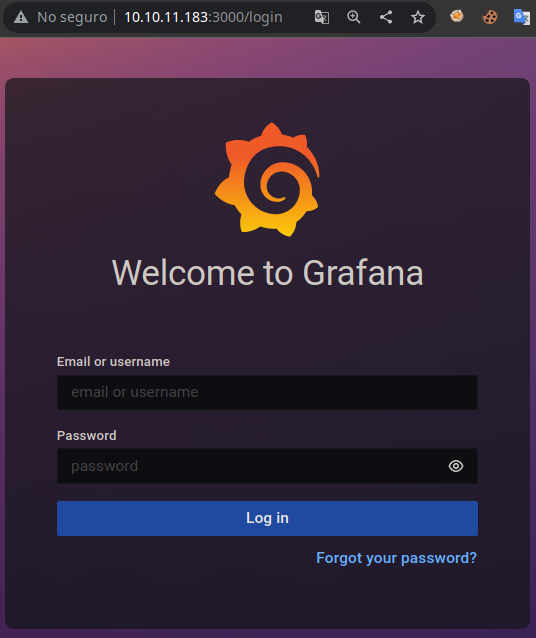 No seguro 10.10.11.183:3000/login
Welcome to Grafana
Email or username
email or username
Password
password
Log in
Forgot your password?